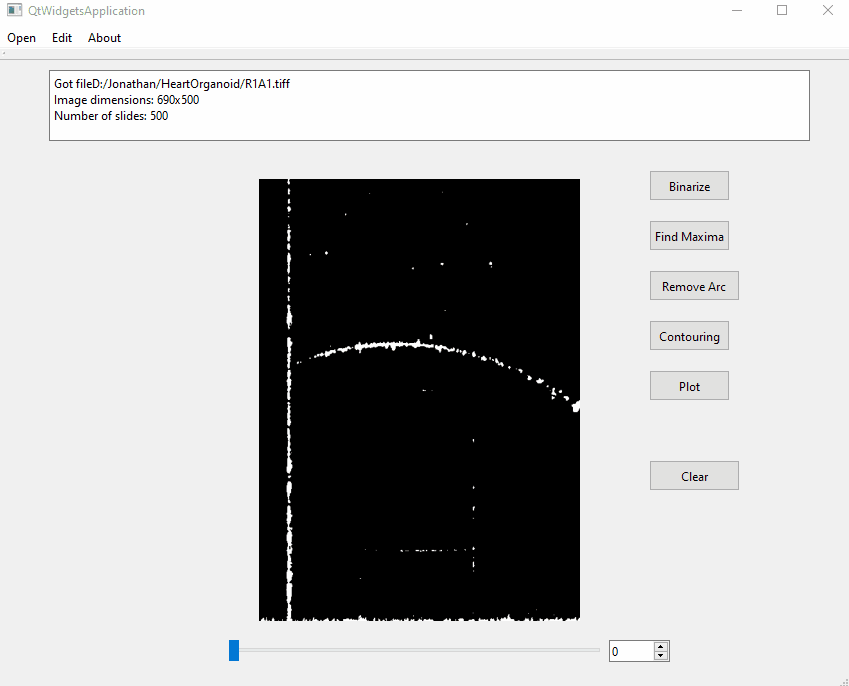 QtWidgetsApplication
Open Edit About
Got fileD:/Jonathan/HeartOrganoid/R1A1.tiff
Image dimensions: 690x500
Number of slides: 500
Binarize
Find Maxima
Remove Arc
Contouring
Plot
Clear
0